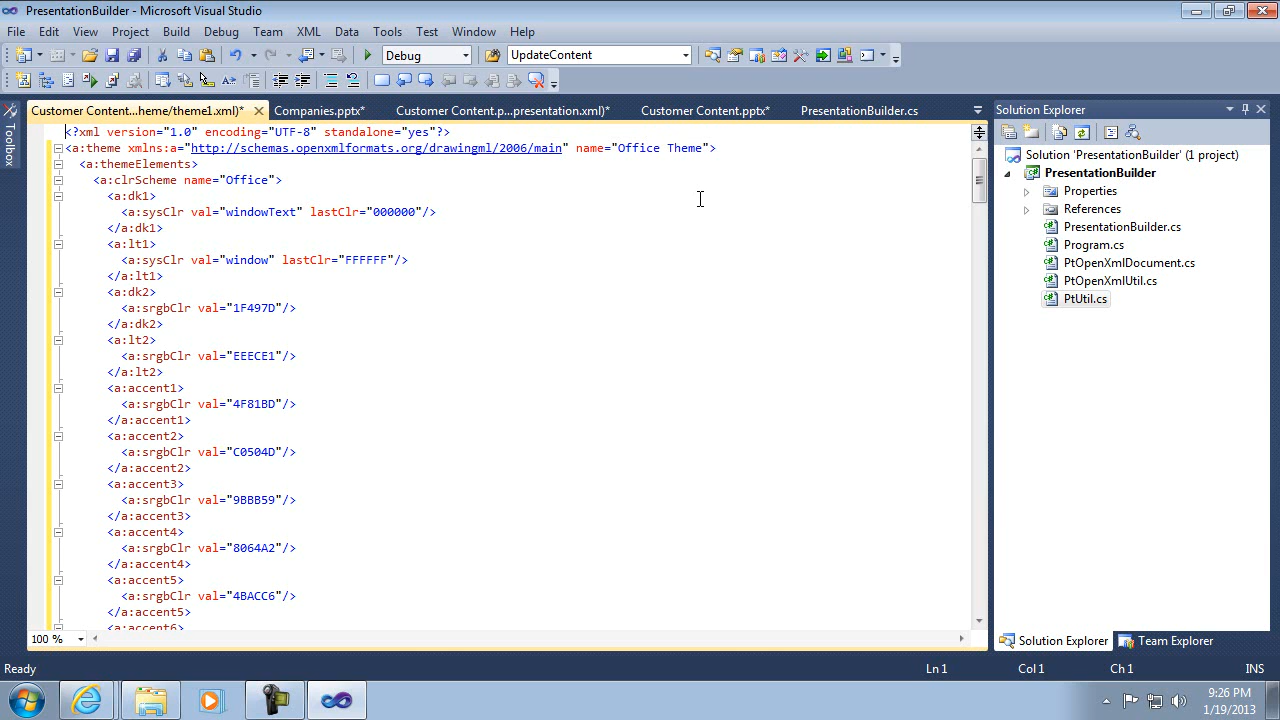 PresentationBuilder - Microsoft Visual Studio
File Edit View Project Build Debug Team XML Data Tools Test Window Help
Debug UpdateContent
Customer Content...heme/theme1.xml)* Companies.pptx* Customer Content.p...presentation.xml)* Customer Content.pptx* PresentationBuilder.cs
Toolbox
<?xml version="1.0" encoding="UTF-8" standalone="yes"?>
<a:theme xmlns:a="http://schemas.openxmlformats.org/drawingml/2006/main" name="Office Theme">
<a:themeElements>
<a:clrScheme name="Office">
<a:dk1>
<a:sysClr val="windowText" lastClr="000000"/>
</a:dk1>
<a:lt1>
<a:sysClr val="window" lastClr="FFFFFF"/>
</a:lt1>
<a:dk2>
<a:srgbClr val="1F497D"/>
</a:dk2>
<a:lt2>
<a:srgbClr val="EEECE1"/>
</a:lt2>
<a:accent1>
<a:srgbClr val="4F81BD"/>
</a:accent1>
<a:accent2>
<a:srgbClr val="C0504D"/>
</a:accent2>
<a:accent3>
<a:srgbClr val="9BBB59"/>
</a:accent3>
<a:accent4>
<a:srgbClr val="8064A2"/>
</a:accent4>
<a:accent5>
<a:srgbClr val="4BACC6"/>
</a:accent5>
<a:accent6>
100 %
Solution Explorer
Solution 'PresentationBuilder' (1 project)
PresentationBuilder
Properties
References
PresentationBuilder.cs
Program.cs
PtOpenXmlDocument.cs
PtOpenXmlUtil.cs
PtUtil.cs
Solution Explorer Team Explorer
Ready Ln 1 Col 1 Ch 1 INS
9:26 PM
1/19/2013